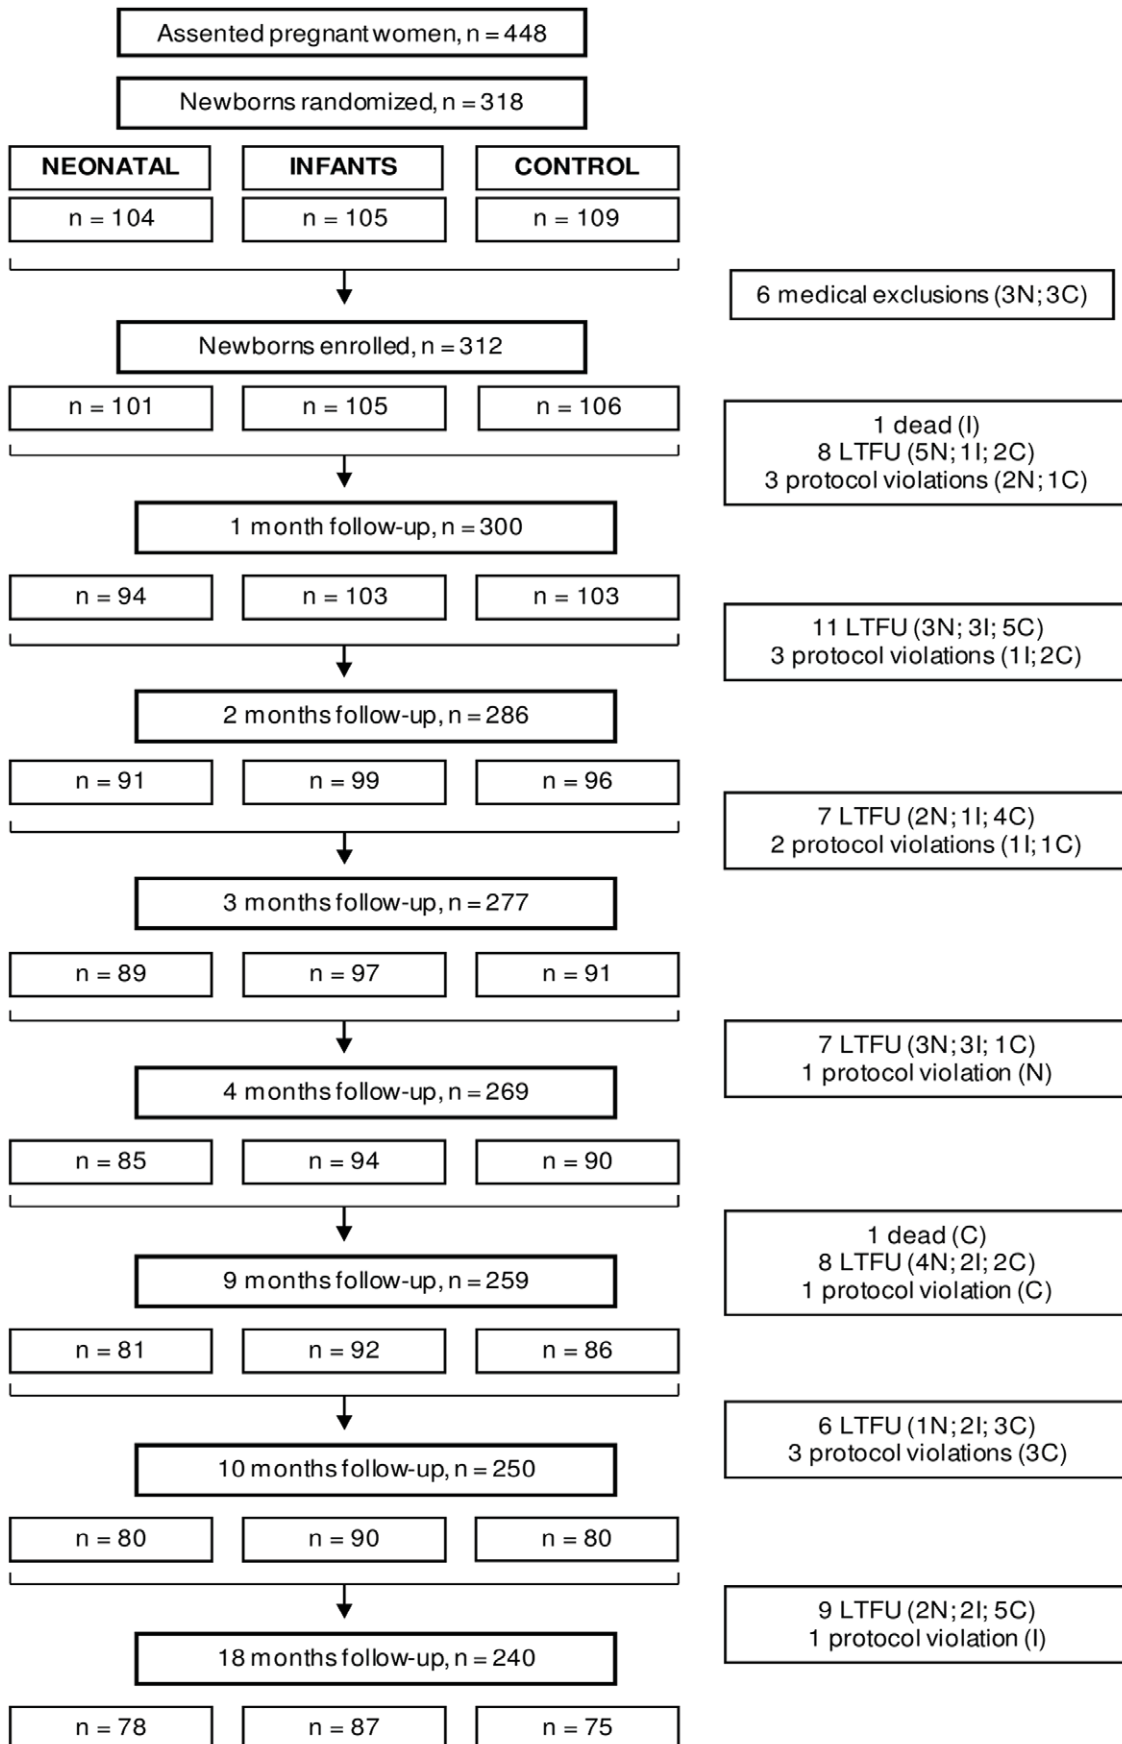 Assented pregnant women, n = 448
Newborns randomized, n = 318
NEONATAL INFANTS CONTROL
n = 104 n = 105 n = 109
6 medical exclusions (3N; 3C)
Newborns enrolled, n = 312
n = 101 n = 105 n = 106
1 dead (I)
8 LTFU (5N; 1I; 2C)
3 protocol violations (2N; 1C)
1 month follow-up, n = 300
n = 94 n = 103 n = 103
11 LTFU (3N; 3I; 5C)
3 protocol violations (1I; 2C)
2 months follow-up, n = 286
n = 91 n = 99 n = 96
7 LTFU (2N; 1I; 4C)
2 protocol violations (1I; 1C)
3 months follow-up, n = 277
n = 89 n = 97 n = 91
7 LTFU (3N; 3I; 1C)
1 protocol violation (N)
4 months follow-up, n = 269
n = 85 n = 94 n = 90
1 dead (C)
8 LTFU (4N; 2I; 2C)
1 protocol violation (C)
9 months follow-up, n = 259
n = 81 n = 92 n = 86
6 LTFU (1N; 2I; 3C)
3 protocol violations (3C)
10 months follow-up, n = 250
n = 80 n = 90 n = 80
9 LTFU (2N; 2I; 5C)
1 protocol violation (I)
18 months follow-up, n = 240
n = 78 n = 87 n = 75